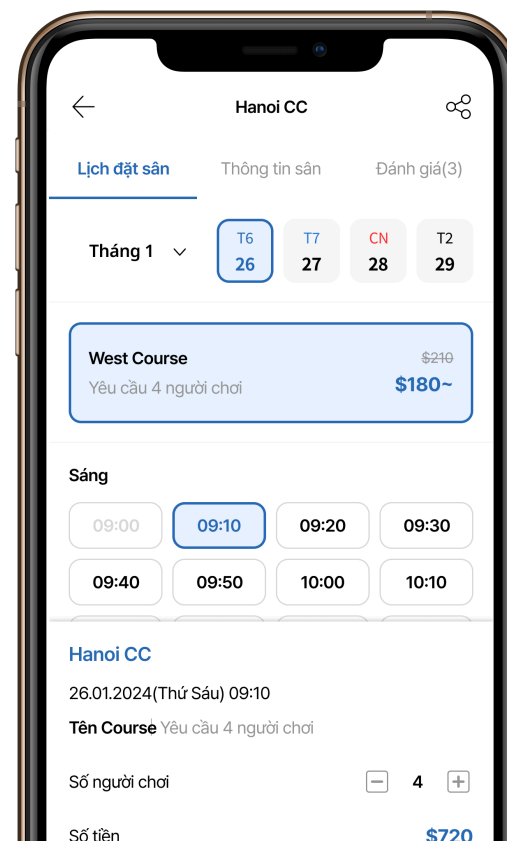 Hanoi CC
Lịch đặt sân Thông tin sân Đánh giá(3)
Tháng 1 T6 T7 CN T2
26 27 28 29
West Course $210
Yêu cầu 4 người chơi $180~
Sáng
09:00 09:10 09:20 09:30
09:40 09:50 10:00 10:10
Hanoi CC
26.01.2024(Thứ Sáu) 09:10
Tên Course Yêu cầu 4 người chơi
Số người chơi 4
Số tiền $720